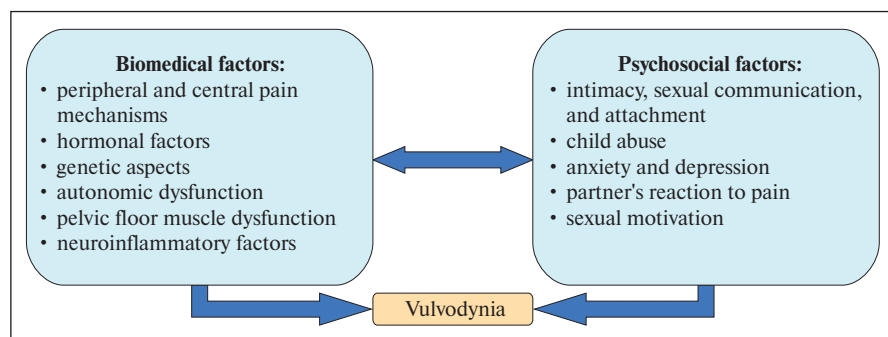 Biomedical factors:
• peripheral and central pain
mechanisms
• hormonal factors
• genetic aspects
• autonomic dysfunction
• pelvic floor muscle dysfunction
• neuroinflammatory factors
Psychosocial factors:
• intimacy, sexual communication,
and attachment
• child abuse
• anxiety and depression
• partner's reaction to pain
• sexual motivation
Vulvodynia